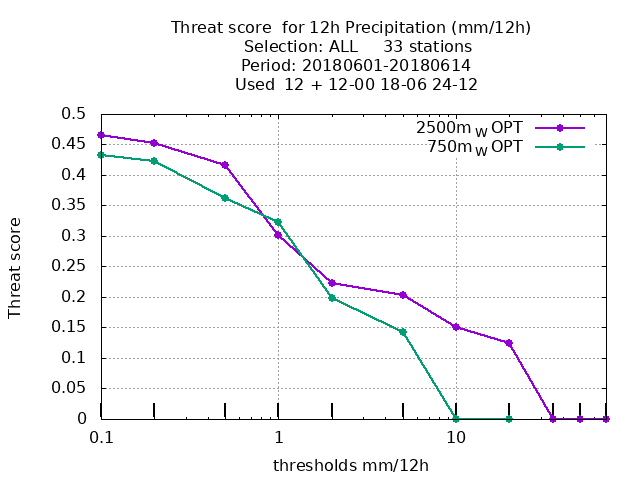 Threat score  for 12h Precipitation (mm/12h)
Selection: ALL     33 stations
Period: 20180601-20180614
Used  12 + 12-00 18-06 24-12
2500m W OPT
750m W OPT
0.5
0.45
0.4
0.35
0.3
0.25
0.2
0.15
0.1
0.05
0
Threat score
0.1 1 10
thresholds mm/12h